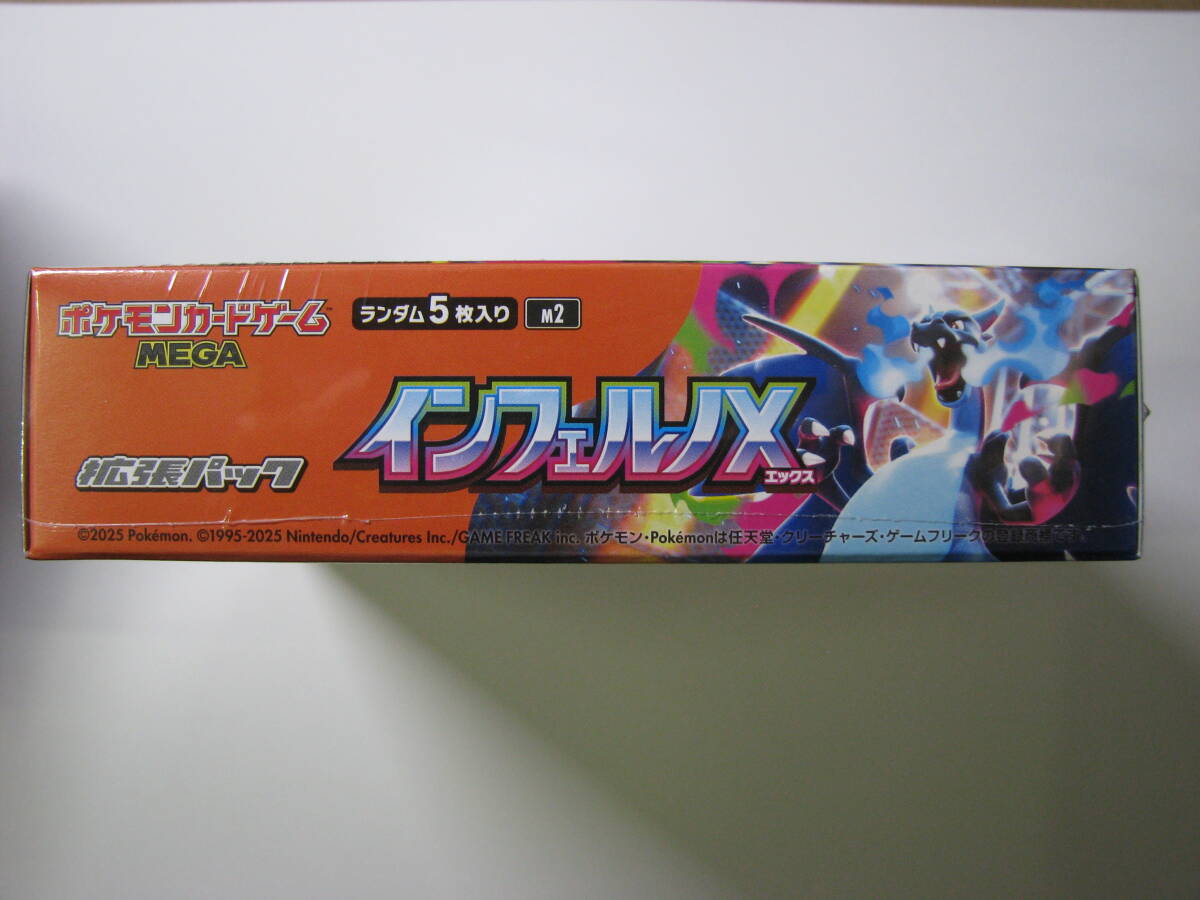 ポケモンカードゲーム™
MEGA
ランダム5枚入り M2
インフェルノX
エックス
拡張パック
©2025 Pokémon. ©1995-2025 Nintendo/Creatures Inc./GAME FREAK inc. ポケモン・Pokémonは任天堂・クリーチャーズ・ゲームフリークの登録商標です。